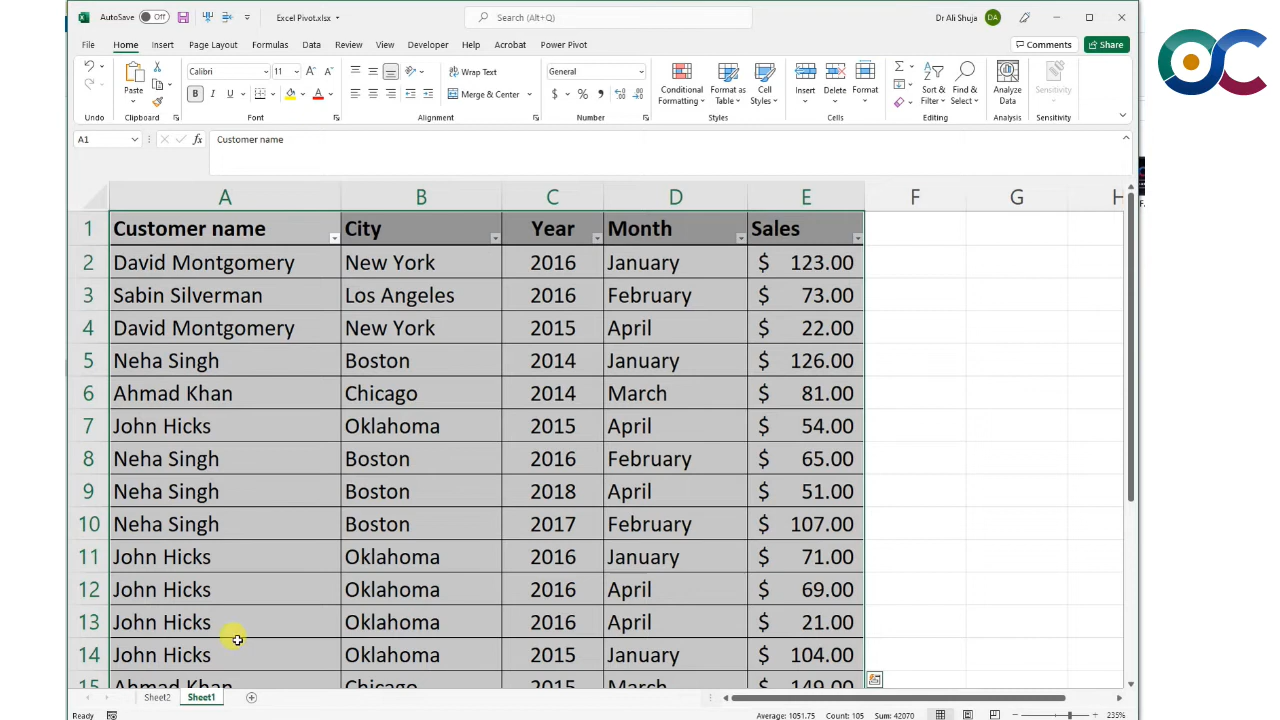 AutoSave Off Excel Pivot.xlsx Search (Alt+Q) Dr Ali Shuja DA
File Home Insert Page Layout Formulas Data Review View Developer Help Acrobat Power Pivot Comments Share
Calibri 11 A A Wrap Text General
Paste B I U A Merge & Center $ % , Conditional Formatting Format as Table Cell Styles Insert Delete Format Sort & Filter Find & Select Analyze Data Sensitivity
Undo Clipboard Font Alignment Number Styles Cells Editing Analysis Sensitivity
A1 fx Customer name
A B C D E F G H
1 Customer name City Year Month Sales
2 David Montgomery New York 2016 January $ 123.00
3 Sabin Silverman Los Angeles 2016 February $ 73.00
4 David Montgomery New York 2015 April $ 22.00
5 Neha Singh Boston 2014 January $ 126.00
6 Ahmad Khan Chicago 2014 March $ 81.00
7 John Hicks Oklahoma 2015 April $ 54.00
8 Neha Singh Boston 2016 February $ 65.00
9 Neha Singh Boston 2018 April $ 51.00
10 Neha Singh Boston 2017 February $ 107.00
11 John Hicks Oklahoma 2016 January $ 71.00
12 John Hicks Oklahoma 2016 April $ 69.00
13 John Hicks Oklahoma 2016 April $ 21.00
14 John Hicks Oklahoma 2015 January $ 104.00
15 Ahmad Khan Chicago 2015 March $ 149.00
Sheet2 Sheet1
Ready Average: 1051.75 Count: 105 Sum: 42070 235%